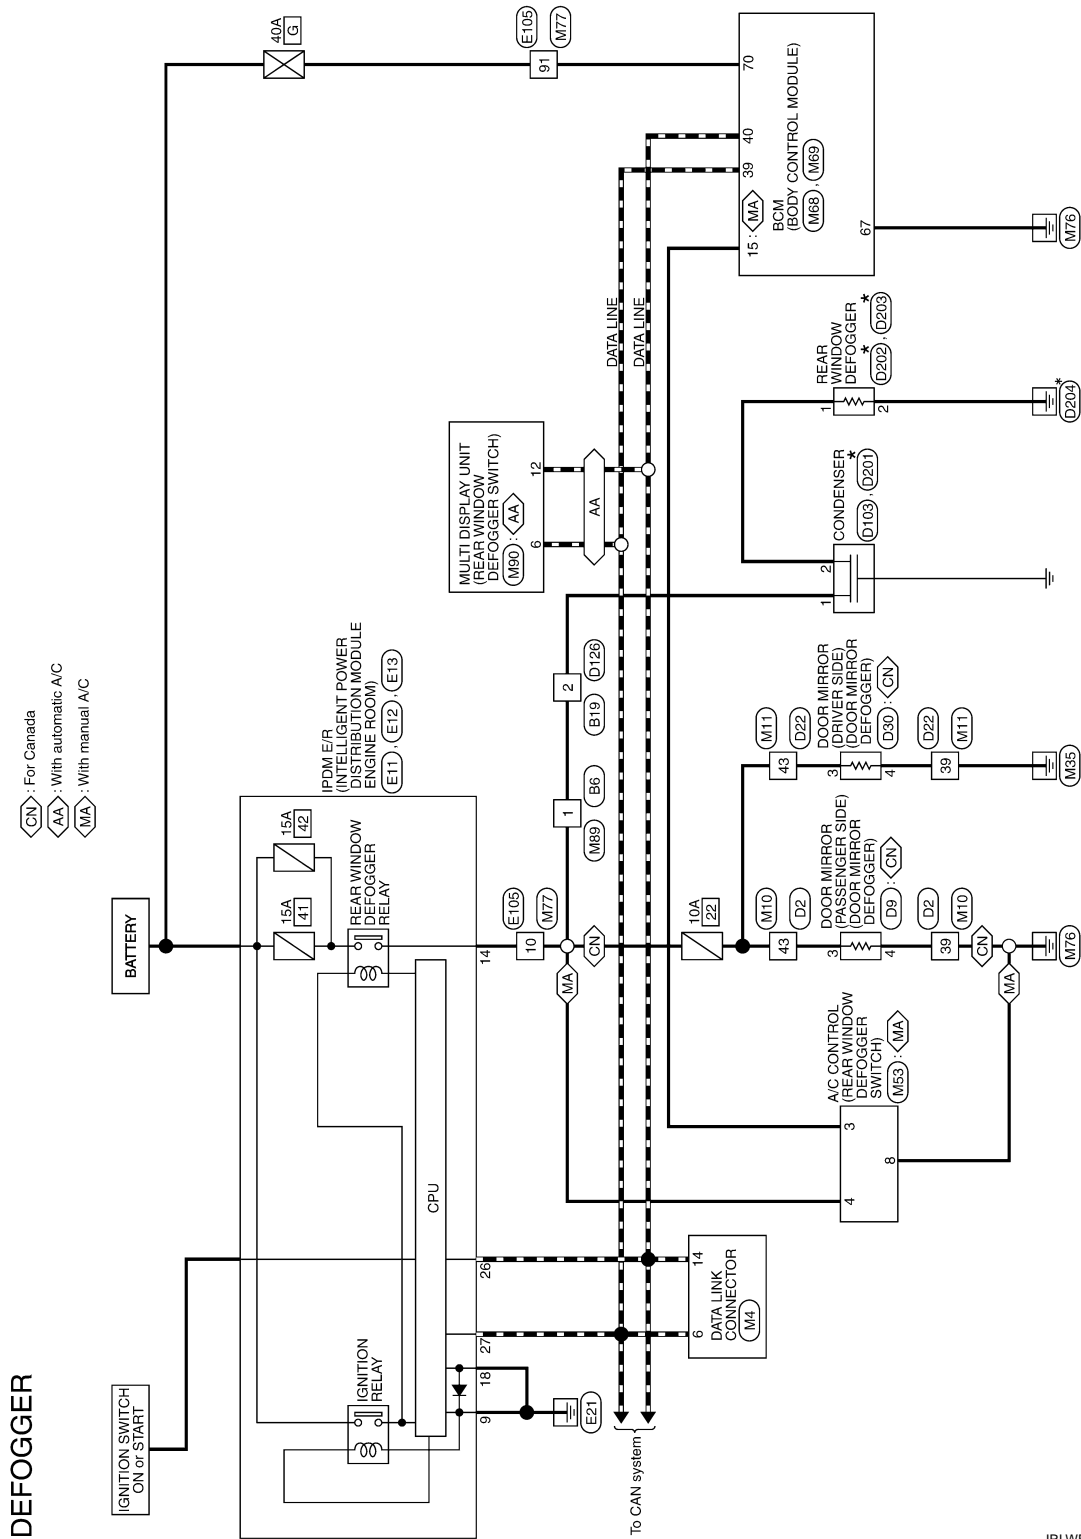 DEFOGGER
CN : For Canada
AA : With automatic A/C
MA : With manual A/C
IGNITION SWITCH
ON or START
BATTERY
40A
G
IGNITION
RELAY
CPU
15A
41
15A
42
REAR WINDOW
DEFOGGER
RELAY
IPDM E/R
(INTELLIGENT POWER
DISTRIBUTION MODULE
ENGINE ROOM)
E11 , E12 , E13
9
18
27
26
14
E21
10
E105
M77
91
E105
M77
MA
CN
1
M89
B6
2
B19
D126
MULTI DISPLAY UNIT
(REAR WINDOW
DEFOGGER SWITCH)
M90 : AA
6
12
AA
DATA LINE
DATA LINE
To CAN system
6
14
DATA LINK
CONNECTOR
M4
10A
22
15 : MA
39
40
70
BCM
(BODY CONTROL MODULE)
M68 , M69
67
M76
A/C CONTROL
(REAR WINDOW
DEFOGGER
SWITCH)
M53 : MA
4
3
8
43
M10
D2
DOOR MIRROR
(PASSENGER SIDE)
(DOOR MIRROR
DEFOGGER)
D9 : CN
3
4
39
D2
M10
CN
MA
M76
43
M11
D22
DOOR MIRROR
(DRIVER SIDE)
(DOOR MIRROR
DEFOGGER)
D30 : CN
3
4
39
D22
M11
M35
CONDENSER
D103 , D201 *
1
2
REAR
WINDOW
DEFOGGER
D202 * , D203 *
1
2
D204 *